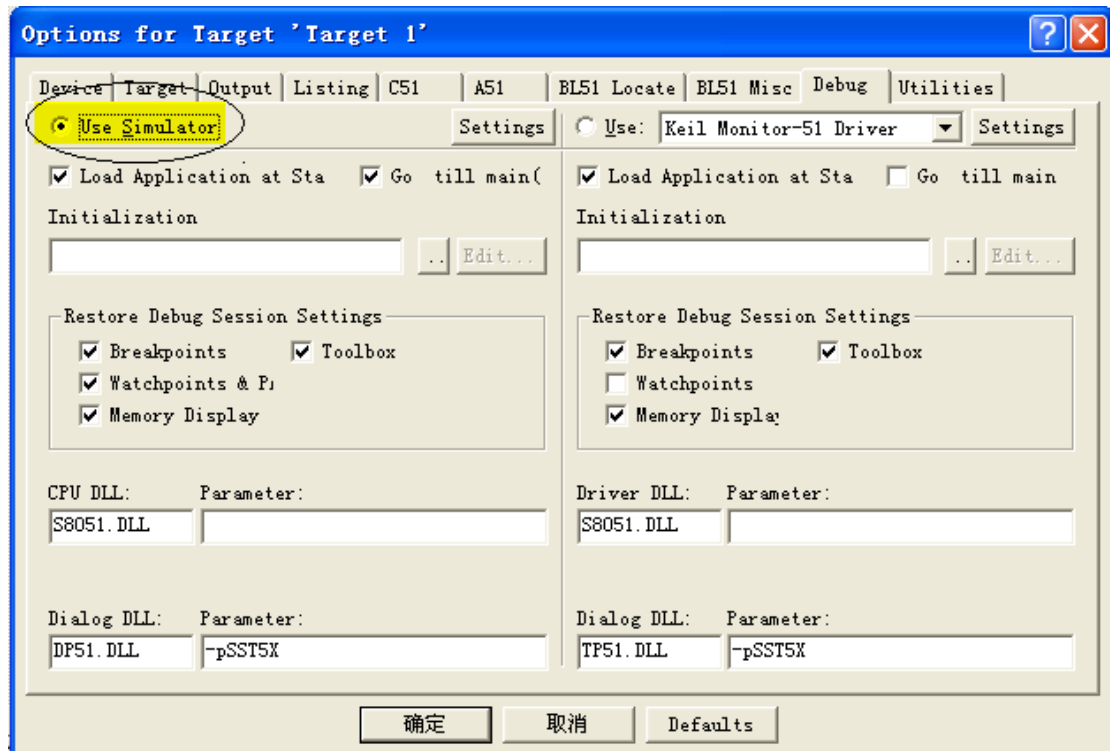 Options for Target 'Target 1'
Device Target Output Listing C51 A51 BL51 Locate BL51 Misc Debug Utilities
Use Simulator Settings Use: Keil Monitor-51 Driver Settings
Load Application at Sta Go till main( Load Application at Sta Go till main
Initialization Initialization
.. Edit... .. Edit...
Restore Debug Session Settings Restore Debug Session Settings
Breakpoints Toolbox Breakpoints Toolbox
Watchpoints & P Watchpoints
Memory Display Memory Display
CPU DLL: Parameter: Driver DLL: Parameter:
S8051.DLL S8051.DLL
Dialog DLL: Parameter: Dialog DLL: Parameter:
DP51.DLL -pSST5X TP51.DLL -pSST5X
确定 取消 Defaults